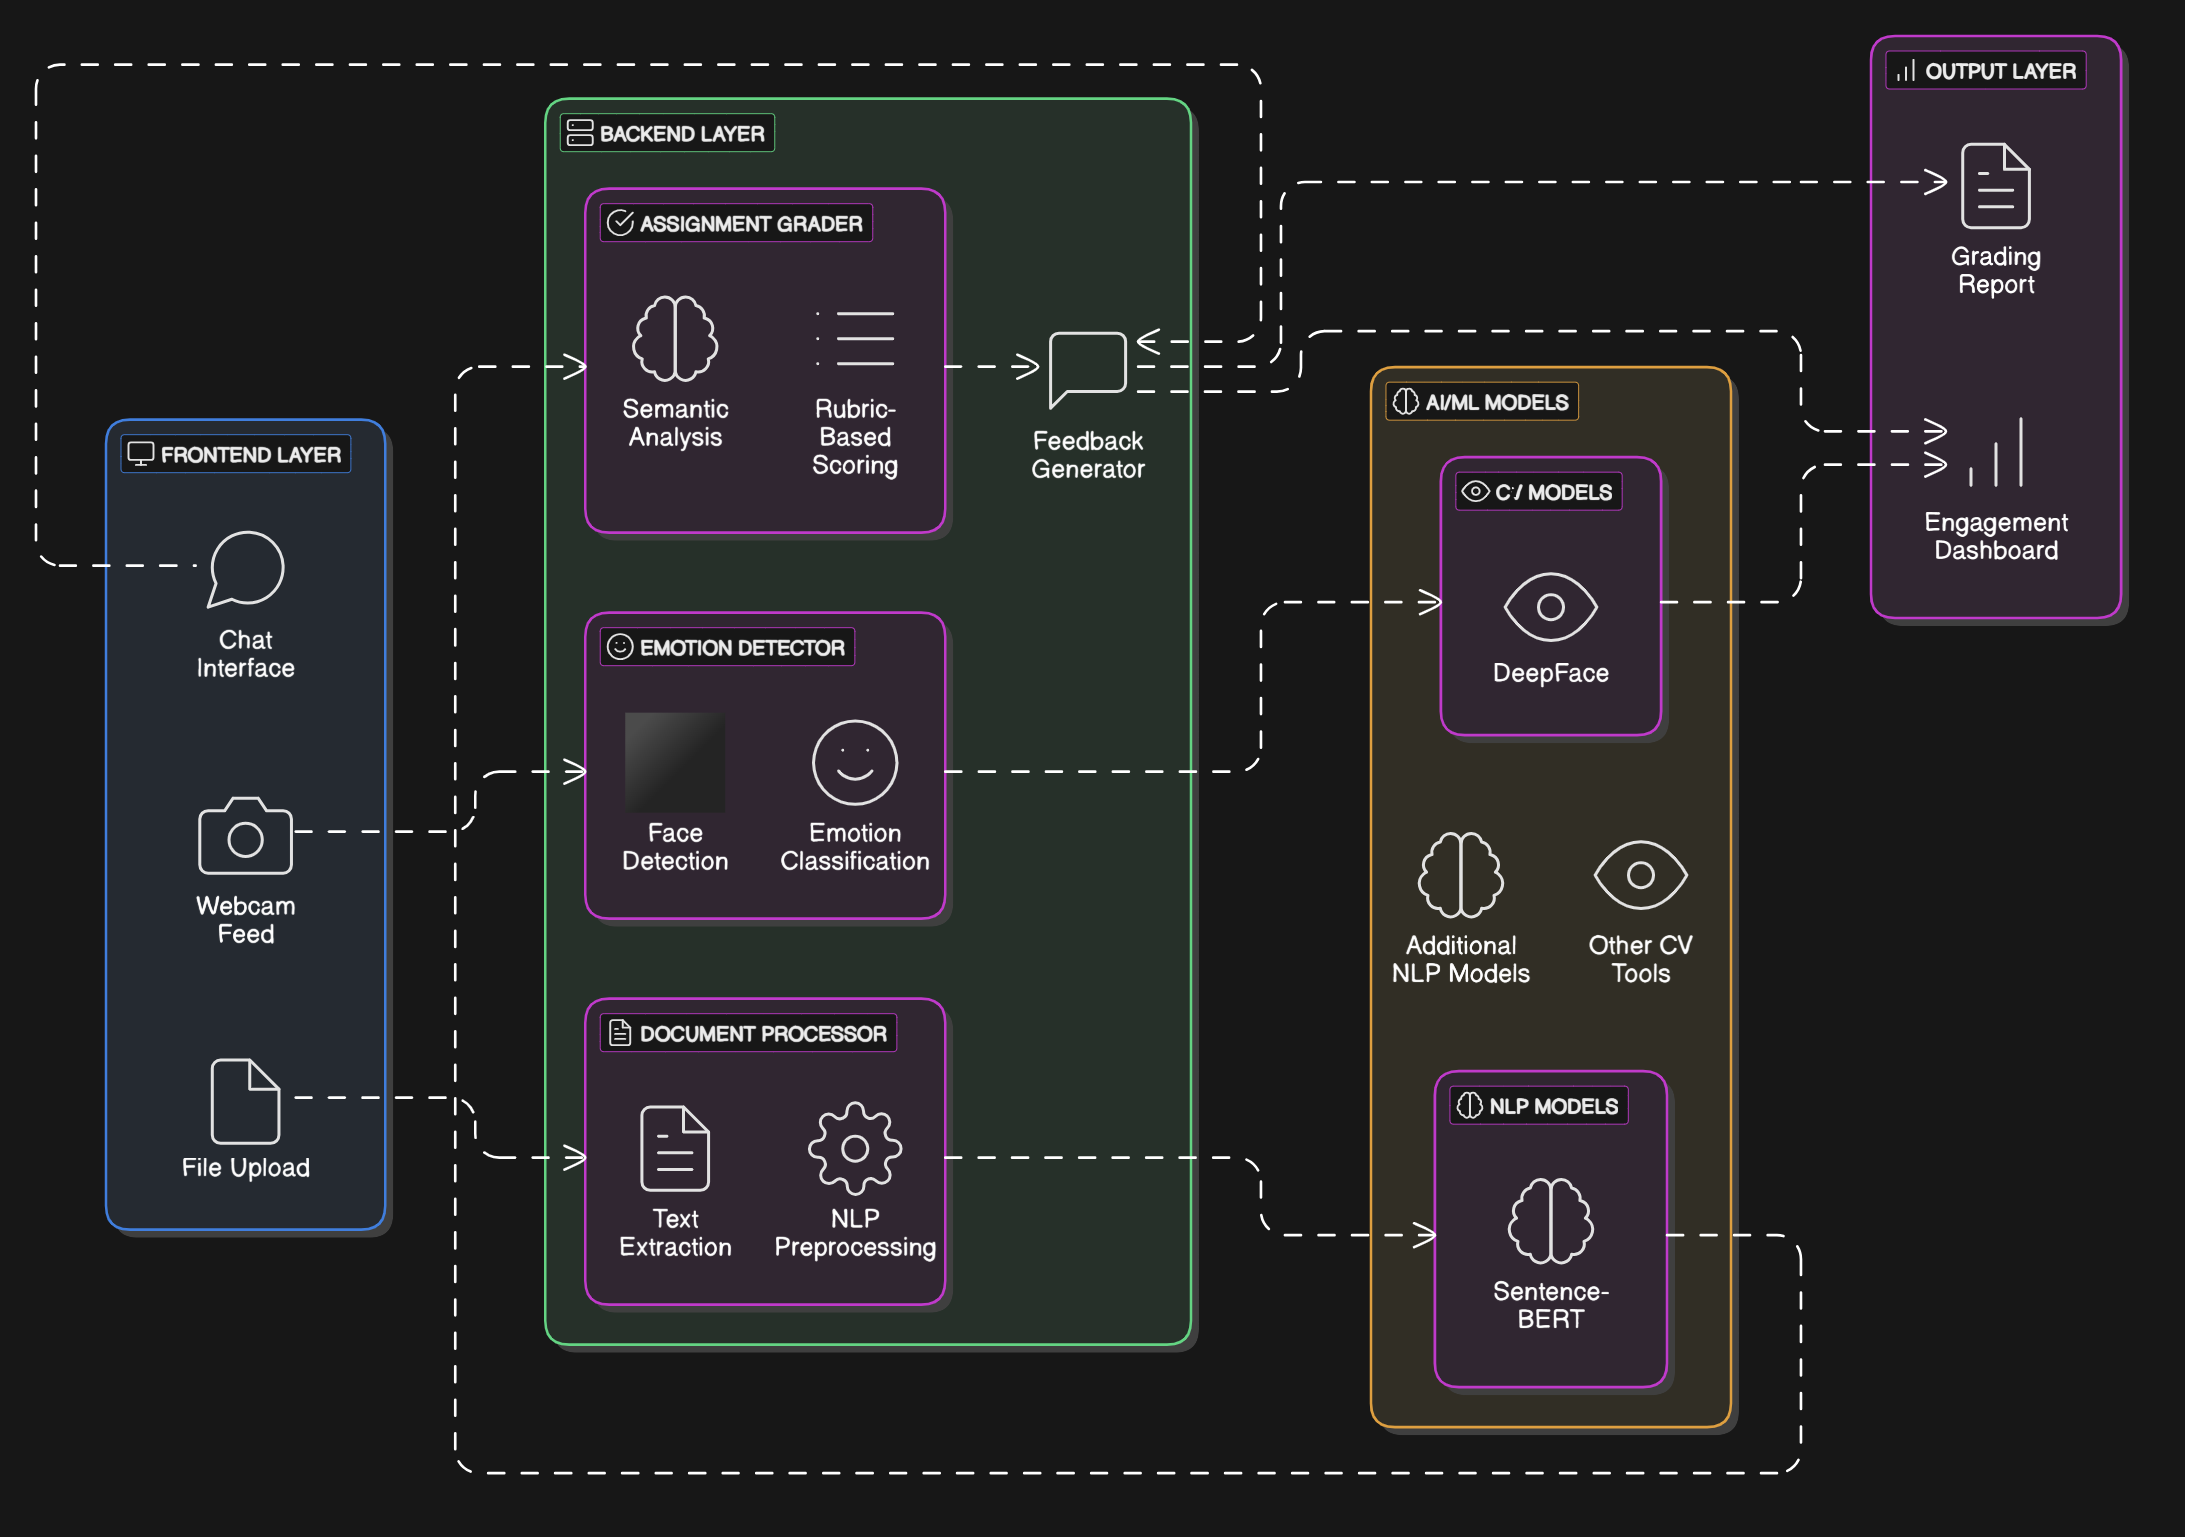 OUTPUT LAYER
Grading
Report
Engagement
Dashboard
BACKEND LAYER
ASSIGNMENT GRADER
Semantic
Analysis
Rubric-
Based
Scoring
Feedback
Generator
EMOTION DETECTOR
Face
Detection
Emotion
Classification
DOCUMENT PROCESSOR
Text
Extraction
NLP
Preprocessing
FRONTEND LAYER
Chat
Interface
Webcam
Feed
File Upload
AI/ML MODELS
CV MODELS
DeepFace
Additional
NLP Models
Other CV
Tools
NLP MODELS
Sentence-
BERT